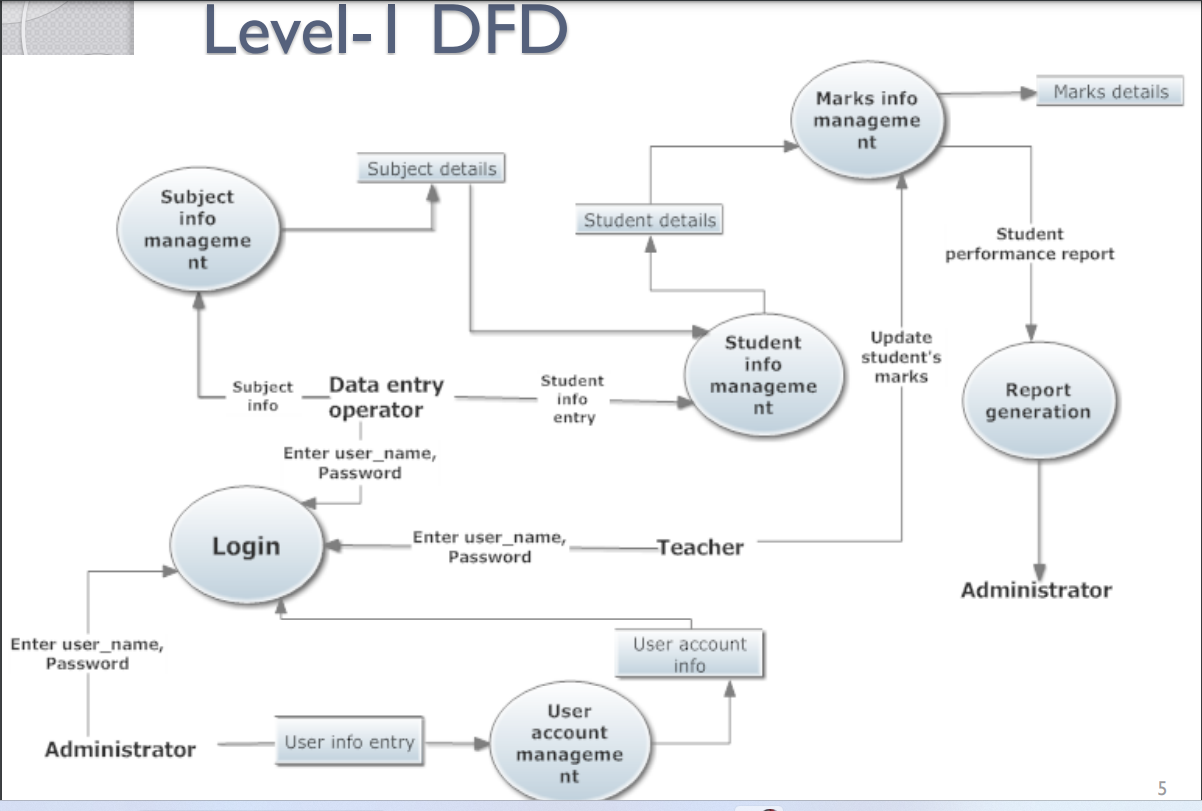 Level-1 DFD
Marks info
manageme
nt
Marks details
Subject details
Subject
info
manageme
nt
Student details
Student
performance report
Update
student's
marks
Student
info
manageme
nt
Report
generation
Subject
info
Data entry
operator
Student
info
entry
Enter user_name,
Password
Login
Enter user_name,
Password
Teacher
Administrator
Enter user_name,
Password
User account
info
User
account
manageme
nt
User info entry
Administrator
5